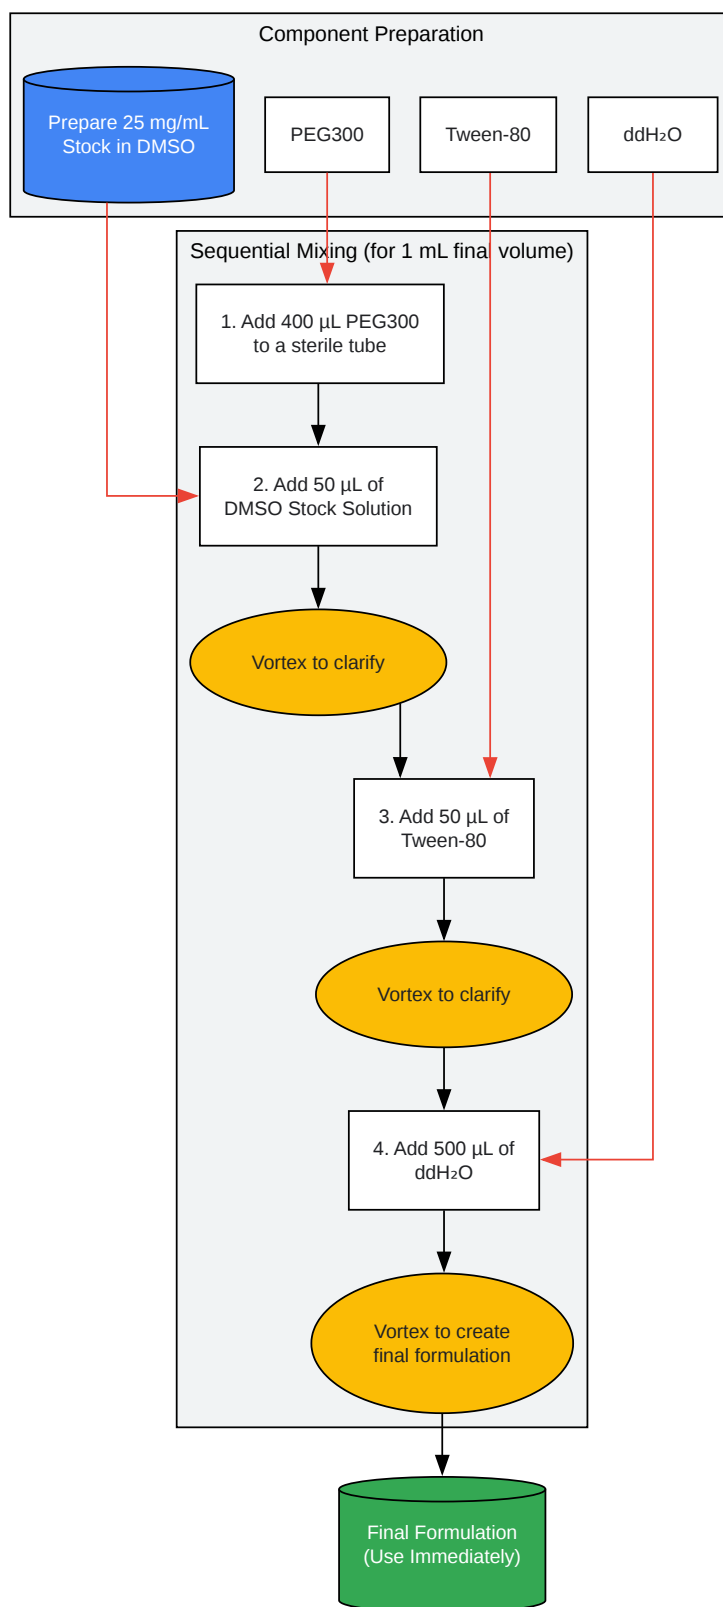 Component Preparation
Prepare 25 mg/mL
Stock in DMSO
PEG300
Tween-80
ddH₂O
Sequential Mixing (for 1 mL final volume)
1. Add 400 µL PEG300
to a sterile tube
2. Add 50 µL of
DMSO Stock Solution
Vortex to clarify
3. Add 50 µL of
Tween-80
Vortex to clarify
4. Add 500 µL of
ddH₂O
Vortex to create
final formulation
Final Formulation
(Use Immediately)